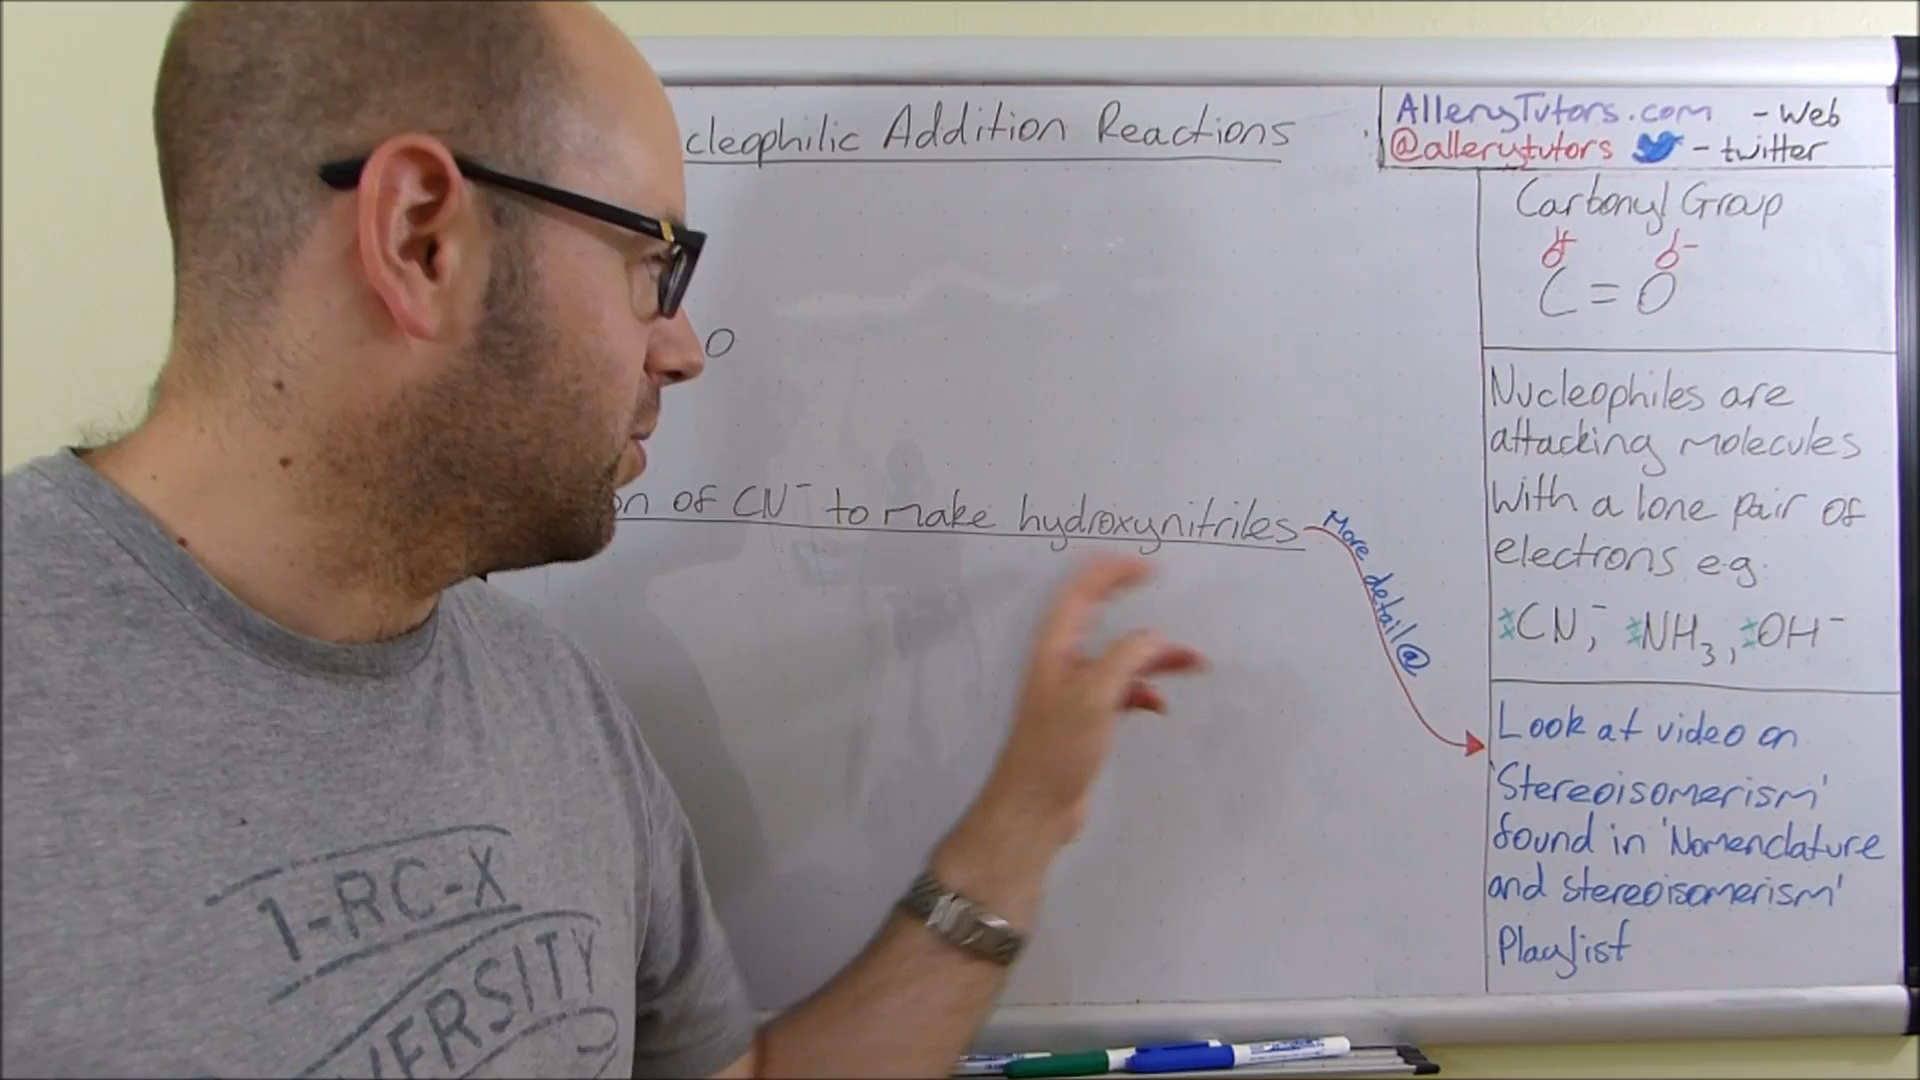 cleophilic Addition Reactions
AlleryTutors.com - Web
@allerytutors - twitter
Carbonyl Group
δ+ δ-
C = O
O
Nucleophiles are
attacking molecules
with a lone pair of
electrons e.g.
:CN⁻, :NH₃, :OH⁻
on of CN⁻ to make hydroxynitriles
More detail @
Look at video on
'Stereoisomerism'
found in 'Nomenclature
and stereoisomerism'
Playlist
1-RC-X
VERSITY